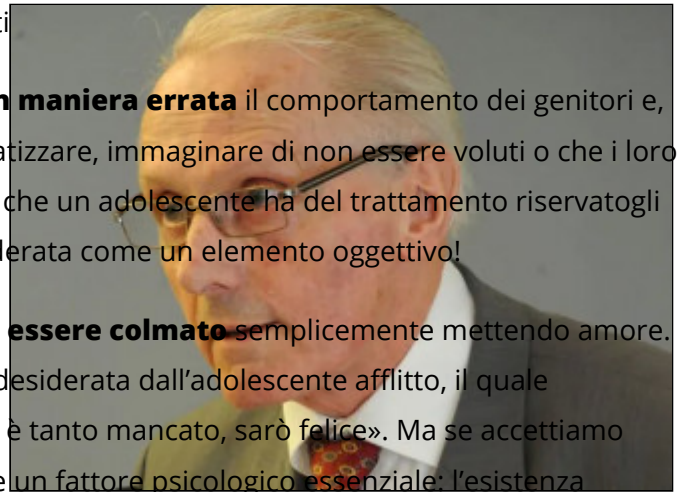 ti
n maniera errata il comportamento dei genitori e,
atizzare, immaginare di non essere voluti o che i loro
che un adolescente ha del trattamento riservatogli
derata come un elemento oggettivo!
essere colmato semplicemente mettendo amore.
desiderata dall’adolescente afflitto, il quale
è tanto mancato, sarò felice». Ma se accettiamo
e un fattore psicologico essenziale: l’esistenza